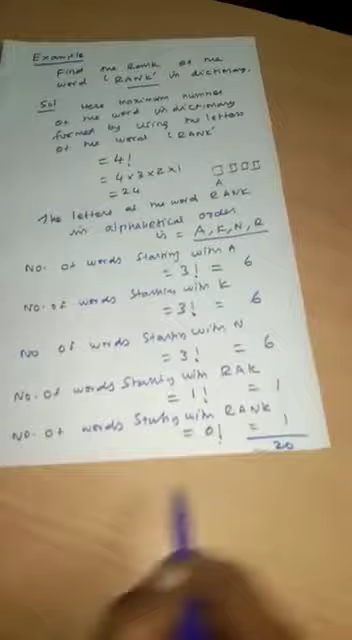 Example
Find the Rank of the
word 'RANK' in dictionary.
Sol Here maximum number
of the word in dictionary
formed by using the letters
of the word 'RANK'
= 4!
= 4×3×2×1
= 24
A
The letters of the word RANK
in alphabetical order
is = A, K, N, R
No. of words starting with A
= 3! = 6
No. of words starting with K
= 3! = 6
No of words starting with N
= 3! = 6
No. of words starting with RAK
= 1! = 1
No. of words starting with RANK
= 0! = 1
20